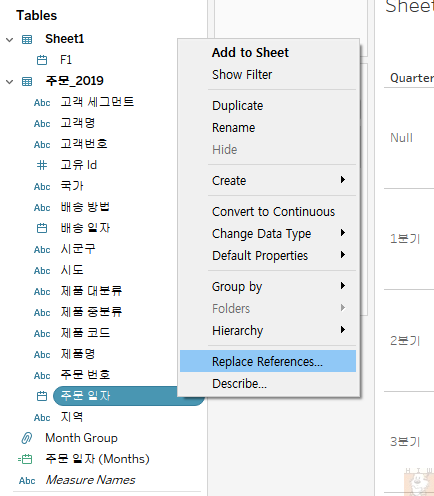 Tables
Sheet1
F1
주문_2019
Abc 고객 세그먼트
Abc 고객명
Abc 고객번호
# 고유 Id
Abc 국가
Abc 배송 방법
배송 일자
Abc 시군구
Abc 시도
Abc 제품 대분류
Abc 제품 중분류
Abc 제품 코드
Abc 제품명
Abc 주문 번호
주문 일자
Abc 지역
Month Group
주문 일자 (Months)
Abc Measure Names
Add to Sheet
Show Filter
Duplicate
Rename
Hide
Create
Convert to Continuous
Change Data Type
Default Properties
Group by
Folders
Hierarchy
Replace References...
Describe...
Sheet
Quarter
Null
1분기
2분기
3분기